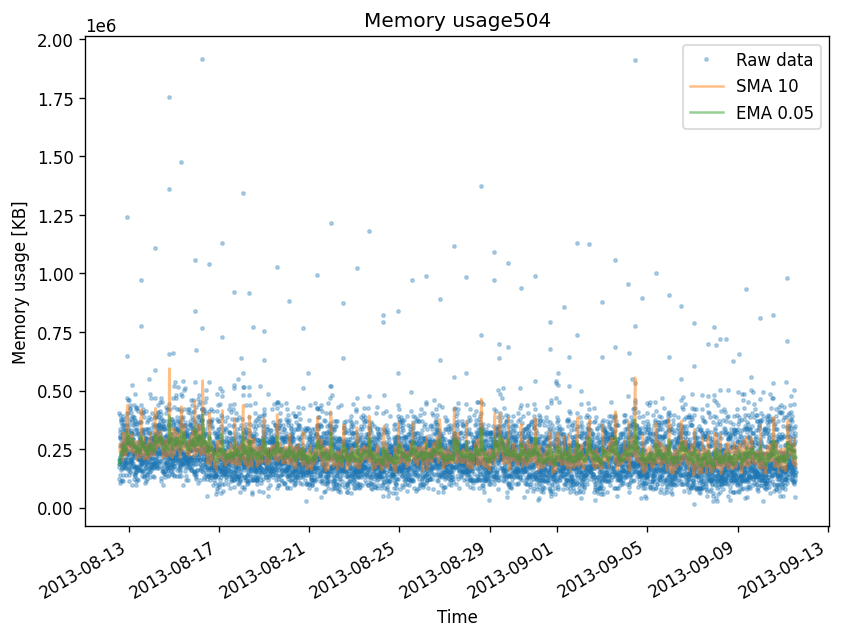 Memory usage504
1e6
2.00
1.75
1.50
1.25
1.00
0.75
0.50
0.25
0.00
Memory usage [KB]
Raw data
SMA 10
EMA 0.05
2013-08-13
2013-08-17
2013-08-21
2013-08-25
2013-08-29
2013-09-01
2013-09-05
2013-09-09
2013-09-13
Time